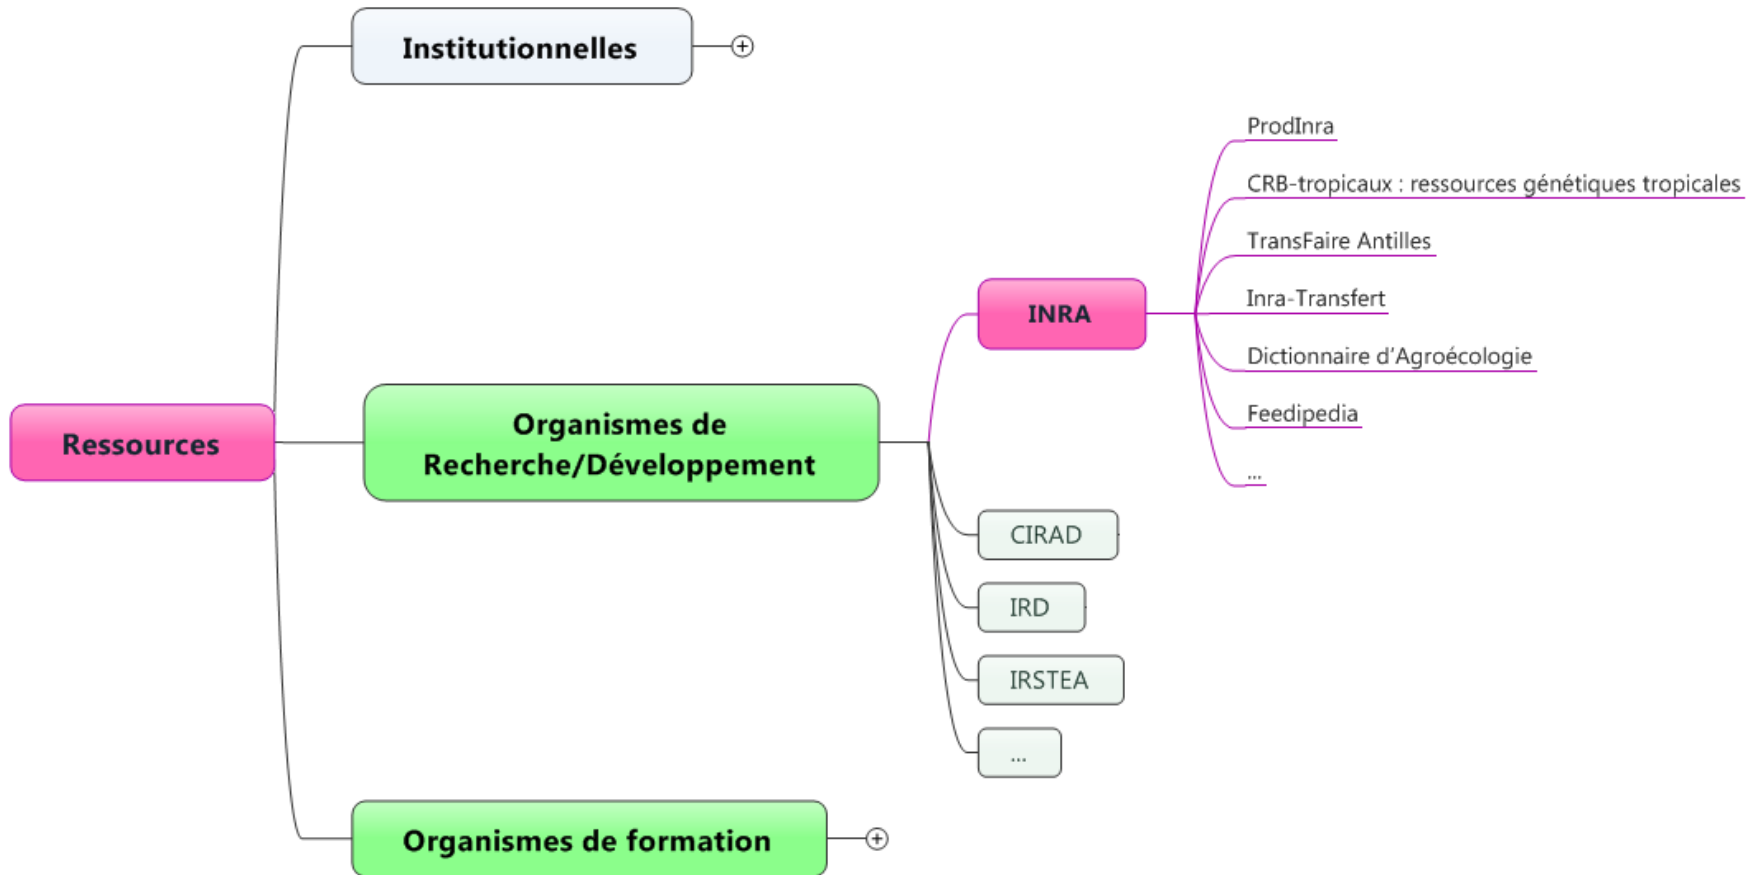 Institutionnelles
ProdInra
CRB-tropicaux : ressources génétiques tropicales
TransFaire Antilles
INRA
Inra-Transfert
Dictionnaire d'Agroécologie
Feedipedia
...
Ressources
Organismes de
Recherche/Développement
CIRAD
IRD
IRSTEA
...
Organismes de formation